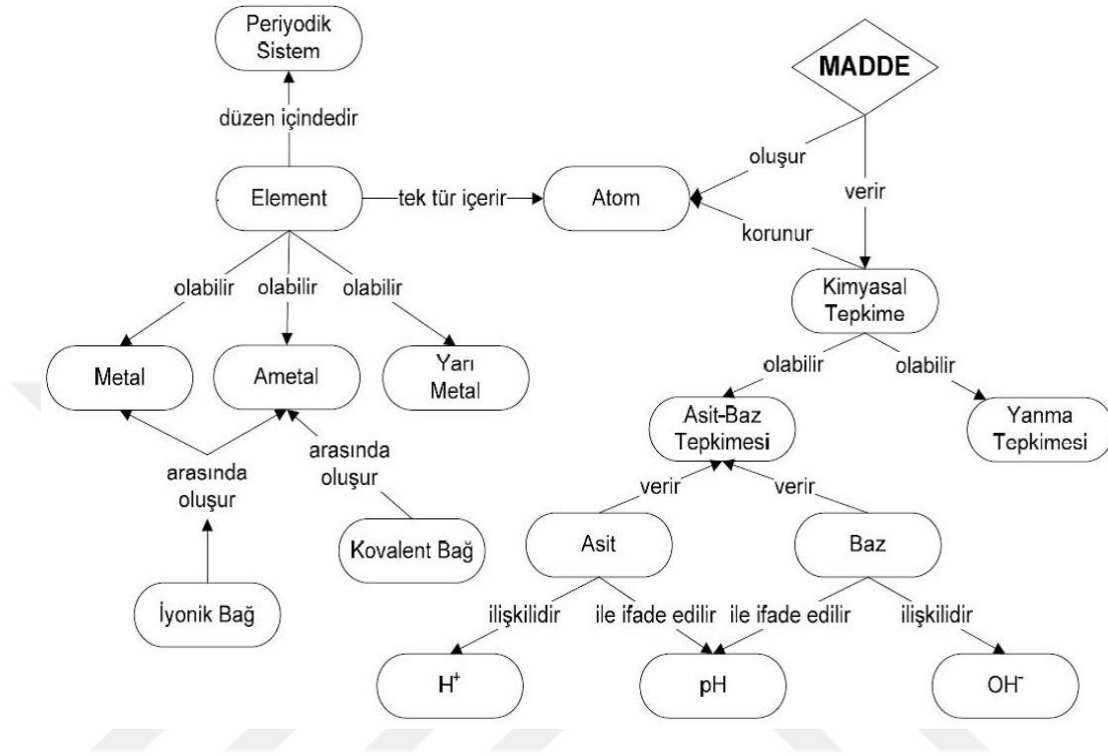 Periyodik
Sistem
MADDE
düzen içindedir
oluşur
Element
tek tür içerir
Atom
verir
korunur
olabilir
olabilir
olabilir
Kimyasal
Tepkime
Metal
Ametal
Yarı
Metal
olabilir
olabilir
Asit-Baz
Tepkimesi
Yanma
Tepkimesi
arasında
oluşur
arasında
oluşur
verir
verir
Kovalent Bağ
Asit
Baz
İyonik Bağ
ilişkilidir
ile ifade edilir
ile ifade edilir
ilişkilidir
H⁺
pH
OH⁻